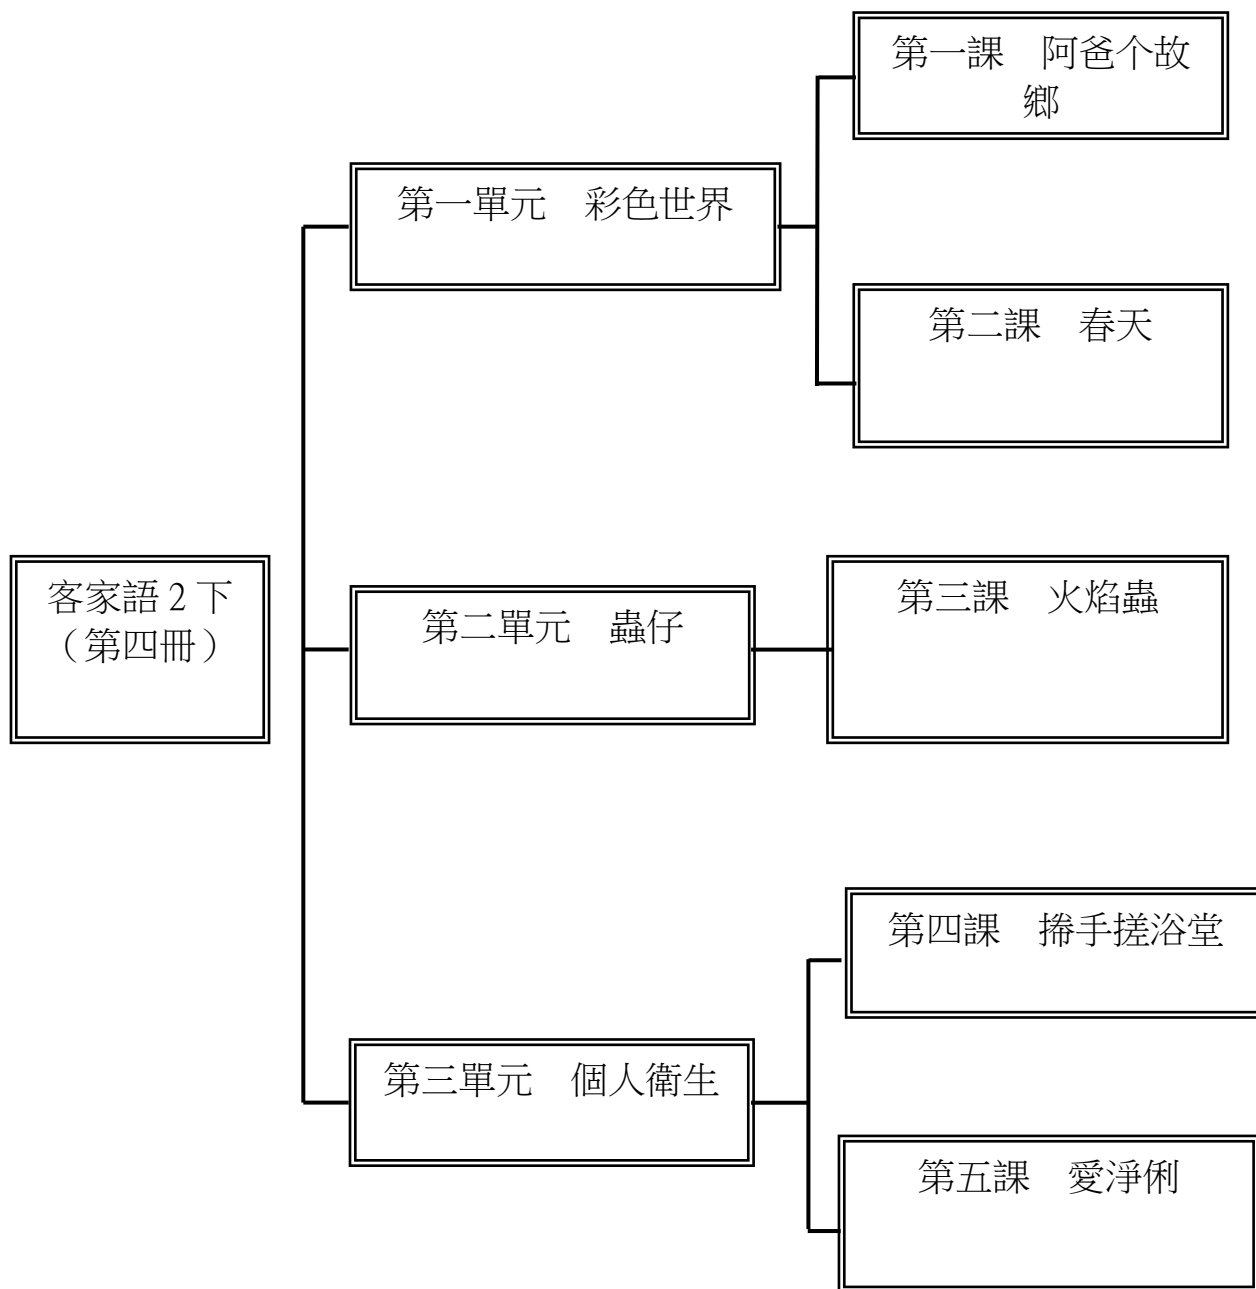 客家語 2 下
（第四冊）
第一單元　彩色世界
第一課　阿爸个故
鄉
第二課　春天
第二單元　蟲仔
第三課　火焰蟲
第三單元　個人衛生
第四課　捀手搓浴堂
第五課　愛淨俐